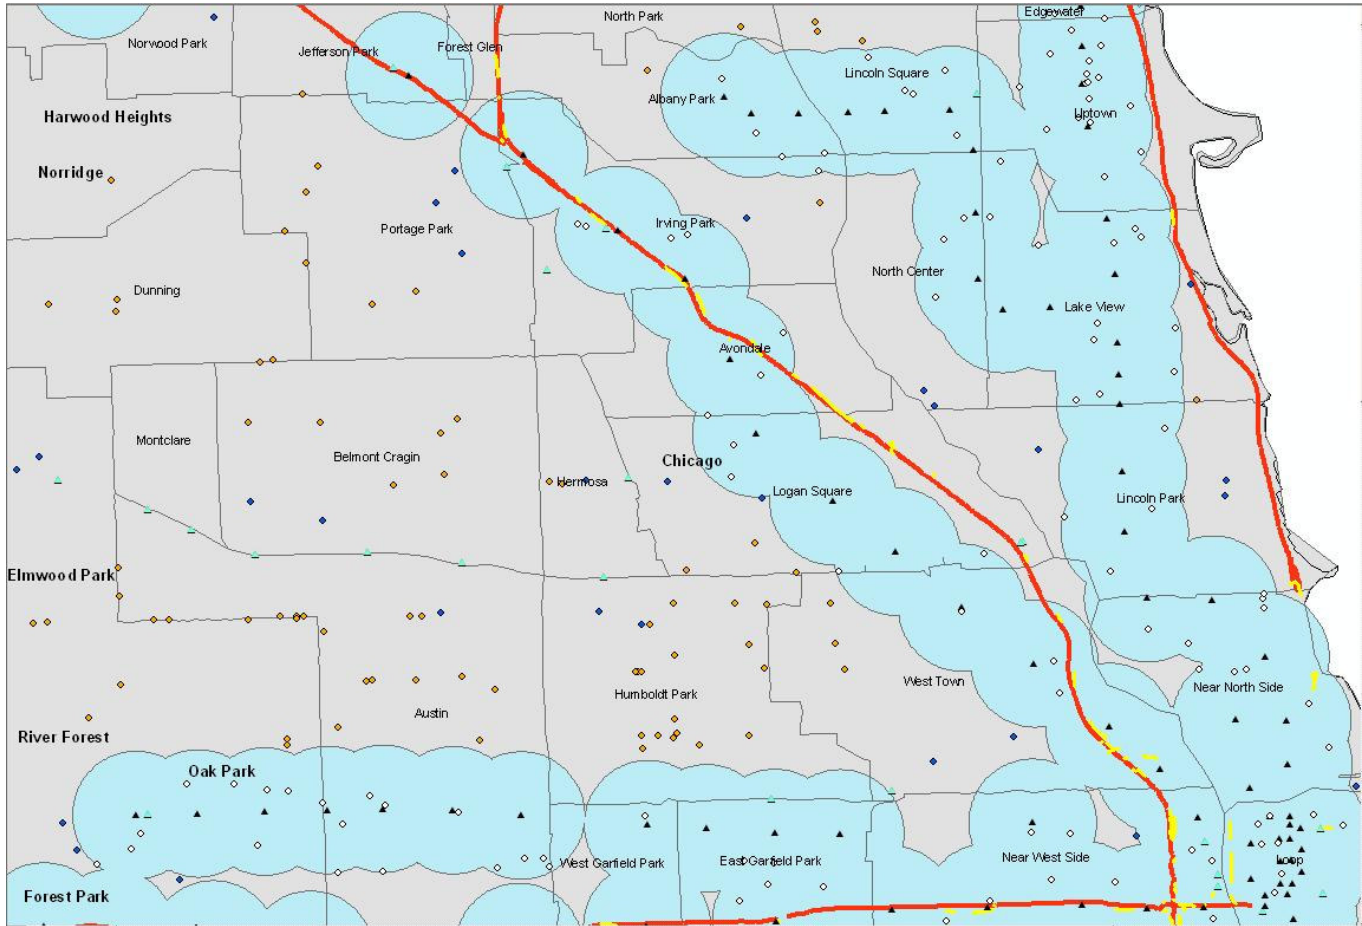 Edgewater
North Park
Norwood Park
Jefferson Park
Forest Glen
Lincoln Square
Albany Park
Harwood Heights
Uptown
Norridge
Irving Park
Portage Park
North Center
Dunning
Lake View
Avondale
Montclare
Belmont Cragin
Chicago
Hermosa
Logan Square
Lincoln Park
Elmwood Park
West Town
Near North Side
Humboldt Park
Austin
River Forest
Oak Park
West Garfield Park
East Garfield Park
Near West Side
Loop
Forest Park